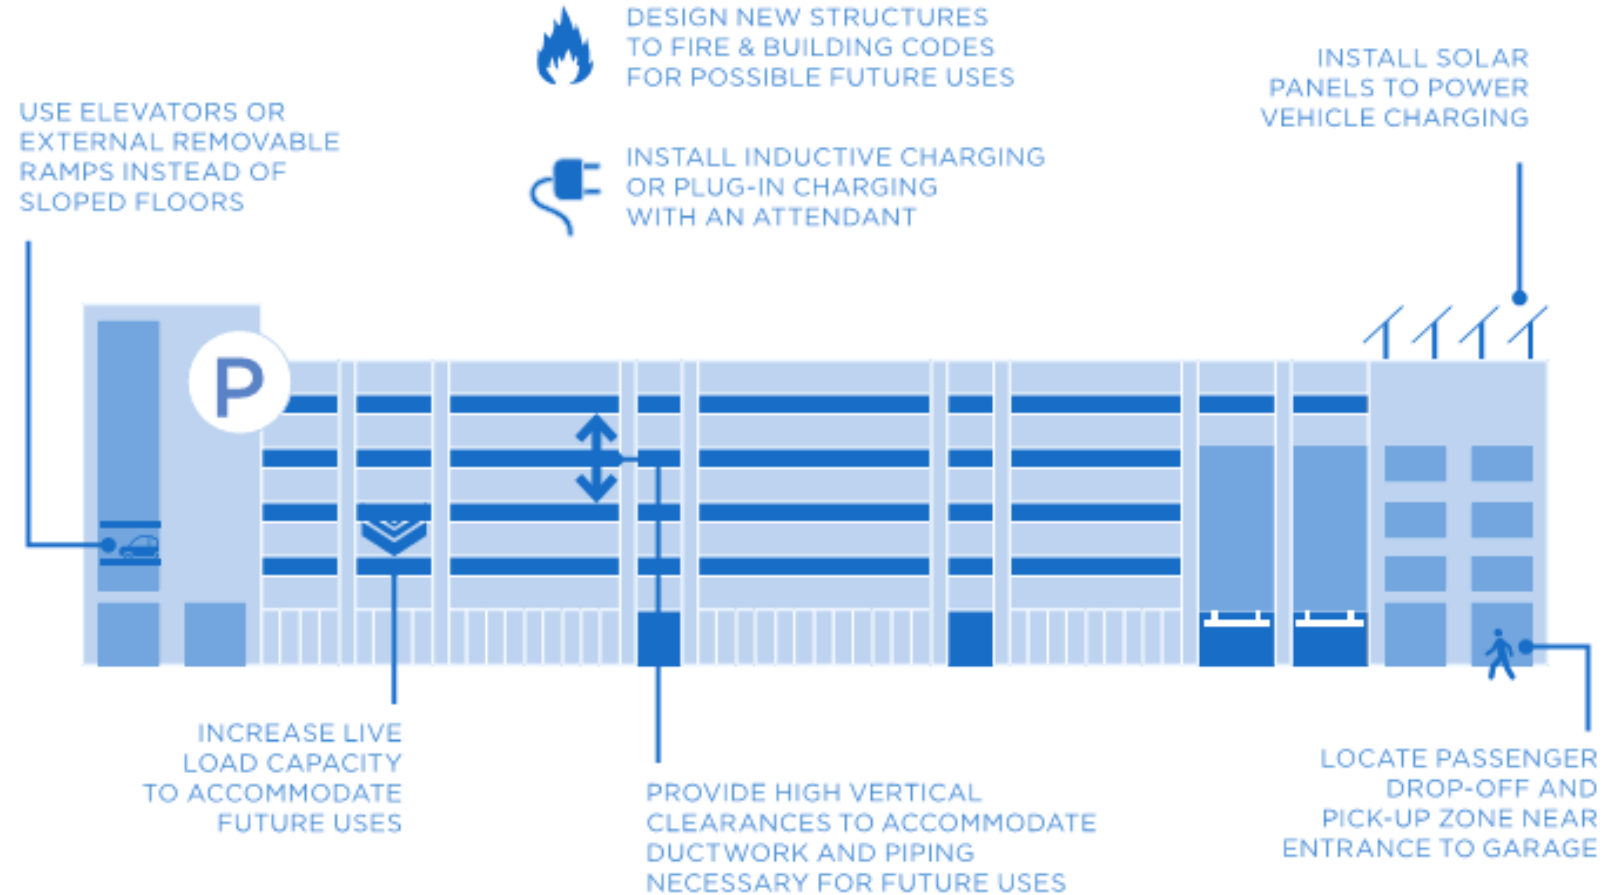 DESIGN NEW STRUCTURES
TO FIRE & BUILDING CODES
FOR POSSIBLE FUTURE USES
INSTALL SOLAR
PANELS TO POWER
VEHICLE CHARGING
USE ELEVATORS OR
EXTERNAL REMOVABLE
RAMPS INSTEAD OF
SLOPED FLOORS
INSTALL INDUCTIVE CHARGING
OR PLUG-IN CHARGING
WITH AN ATTENDANT
P
INCREASE LIVE
LOAD CAPACITY
TO ACCOMMODATE
FUTURE USES
PROVIDE HIGH VERTICAL
CLEARANCES TO ACCOMMODATE
DUCTWORK AND PIPING
NECESSARY FOR FUTURE USES
LOCATE PASSENGER
DROP-OFF AND
PICK-UP ZONE NEAR
ENTRANCE TO GARAGE